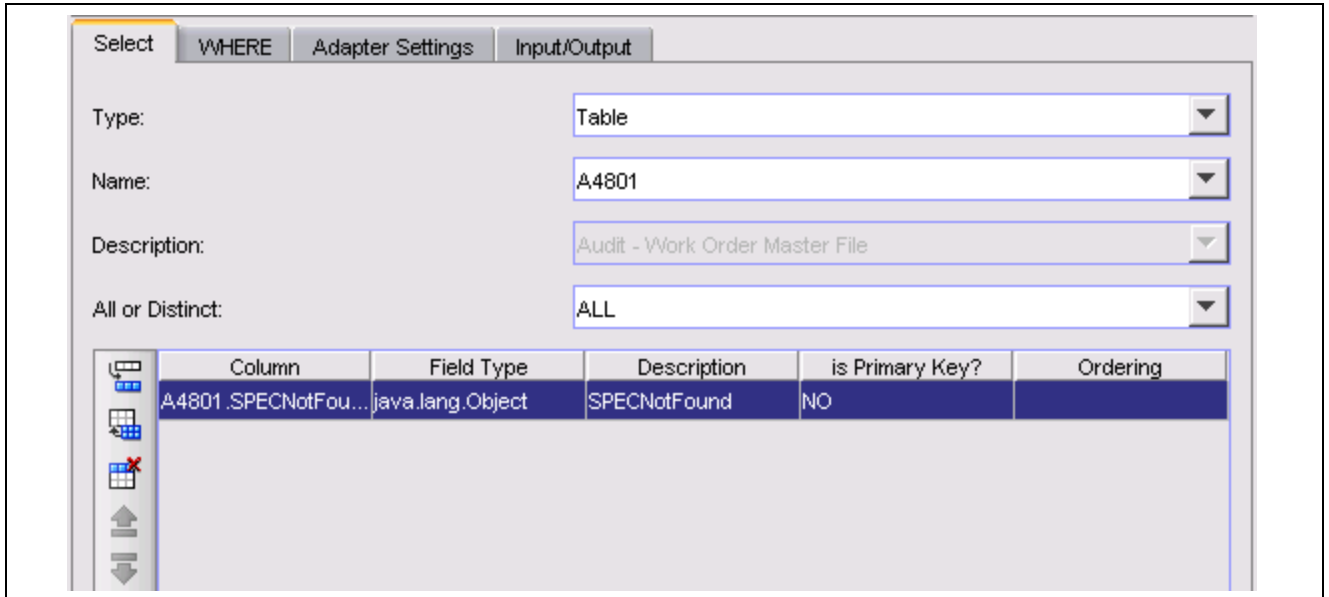 Select WHERE Adapter Settings Input/Output
Type: Table
Name: A4801
Description: Audit - Work Order Master File
All or Distinct: ALL
Column Field Type Description is Primary Key? Ordering
A4801.SPECNotFou... java.lang.Object SPECNotFound NO